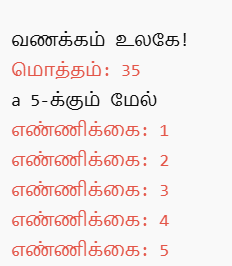 வணக்கம் உலகே!
மொத்தம்: 35
a 5-க்கும் மேல்
எண்ணிக்கை: 1
எண்ணிக்கை: 2
எண்ணிக்கை: 3
எண்ணிக்கை: 4
எண்ணிக்கை: 5